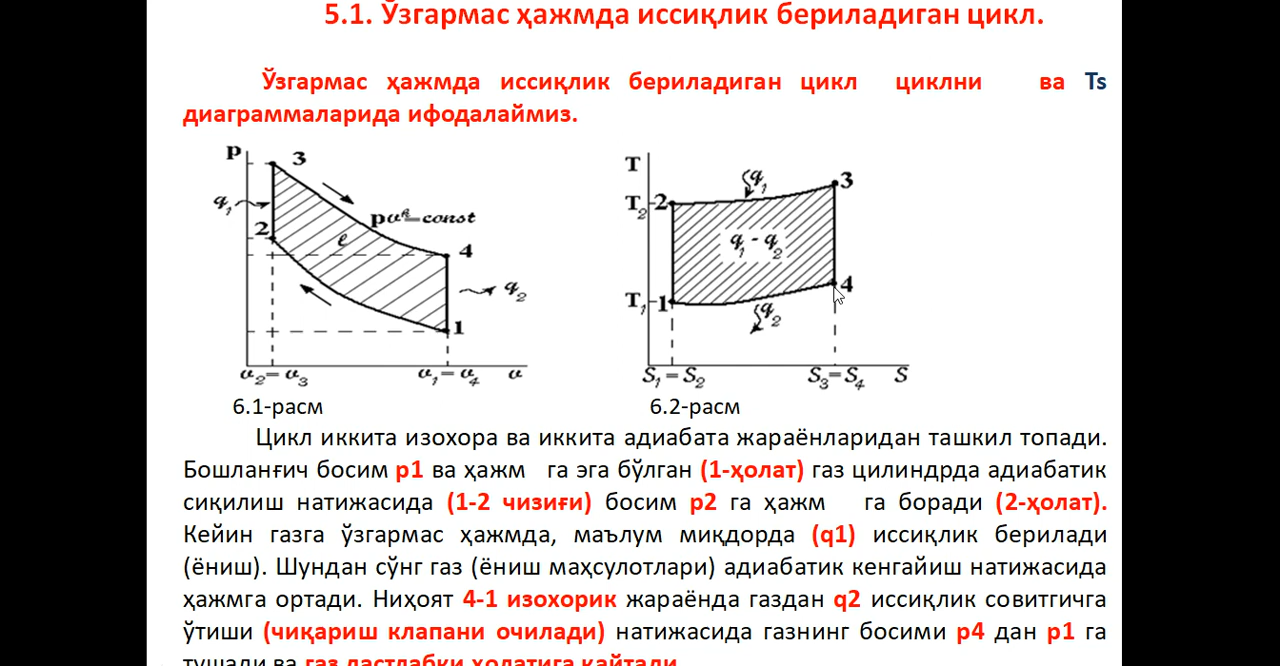 5.1. Ўзгармас ҳажмда иссиқлик бериладиган цикл.
Ўзгармас ҳажмда иссиқлик бериладиган цикл циклни ва Ts
диаграммаларида ифодалаймиз.
p
3
q₁
2
pυᵏ=const
ℓ
4
q₂
1
υ₂=υ₃
υ₁=υ₄
υ
T
q₁
3
T₂
2
q₁-q₂
4
T₁
1
q₂
S₁=S₂
S₃=S₄
S
6.1-расм
6.2-расм
Цикл иккита изохора ва иккита адиабата жараёнларидан ташкил топади.
Бошланғич босим p1 ва ҳажм га эга бўлган (1-ҳолат) газ цилиндрда адиабатик
сиқилиш натижасида (1-2 чизиғи) босим p2 га ҳажм га боради (2-ҳолат).
Кейин газга ўзгармас ҳажмда, маълум миқдорда (q1) иссиқлик берилади
(ёниш). Шундан сўнг газ (ёниш маҳсулотлари) адиабатик кенгайиш натижасида
ҳажмга ортади. Ниҳоят 4-1 изохорик жараёнда газдан q2 иссиқлик совитгичга
ўтиши (чиқариш клапани очилади) натижасида газнинг босими p4 дан p1 га
тушади ва газ дастлабки ҳолатига қайтади.